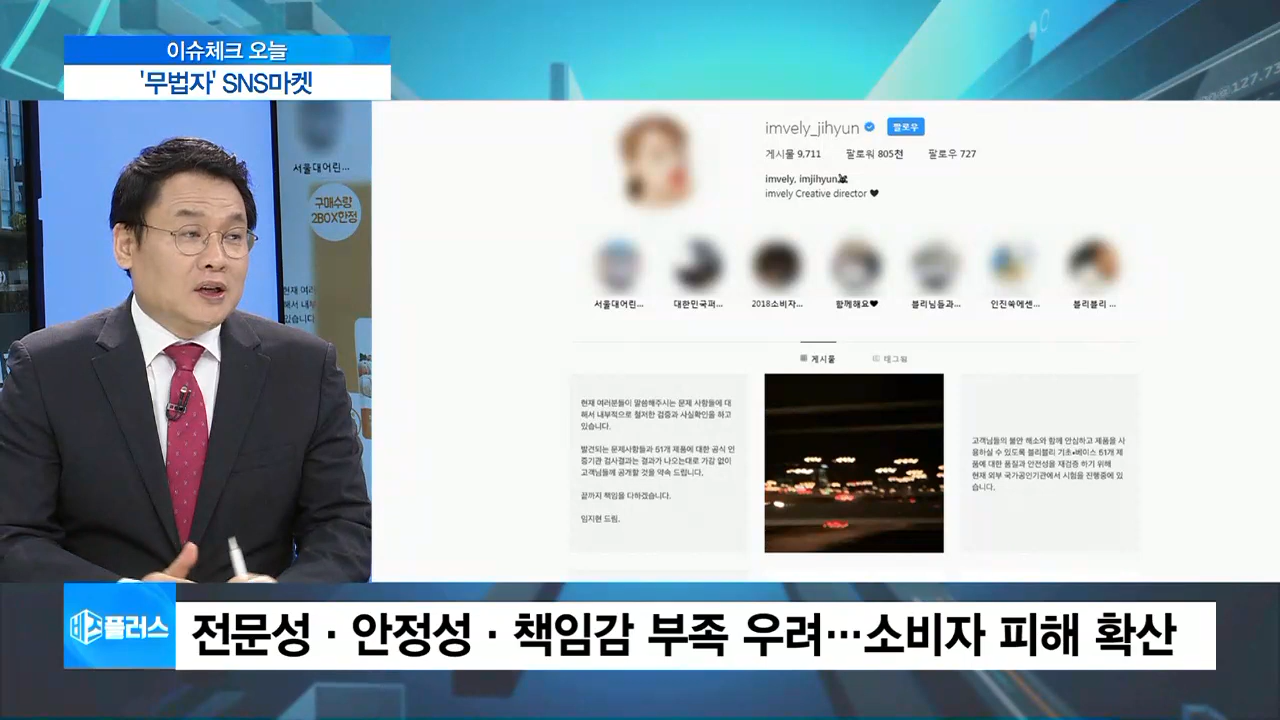 이슈체크 오늘
'무법자' SNS마켓
서울대어린...
구매수량
2BOX한정
현재 여러
해서 내부
있습니다
imvely_jihyun
팔로우
게시물 9,711 팔로워 805천 팔로우 727
imvely, imjihyun
imvely Creative director ♥
서울대어린... 대한민국퍼... 2018소비자... 함께해요♥ 블리님들과... 인진쑥에센... 블리블리 ...
게시물 태그됨
현재 여러분들이 말씀해주시는 문제 사항들에 대
해서 내부적으로 철저한 검증과 사실확인을 하고
있습니다.
발견되는 문제사항들과 51개 제품에 대한 공식 인
증기관 검사결과는 결과가 나오는대로 가감 없이
고객님들께 공개할 것을 약속 드립니다.
끝까지 책임을 다하겠습니다.
임지현 드림.
고객님들의 불안 해소와 함께 안심하고 제품을 사
용하실 수 있도록 블리블리 기초•베이스 51개 제
품에 대한 품질과 안전성을 재검증 하기 위해
현재 외부 국가공인기관에서 시험을 진행중에 있
습니다.
비즈플러스
전문성·안정성·책임감 부족 우려…소비자 피해 확산